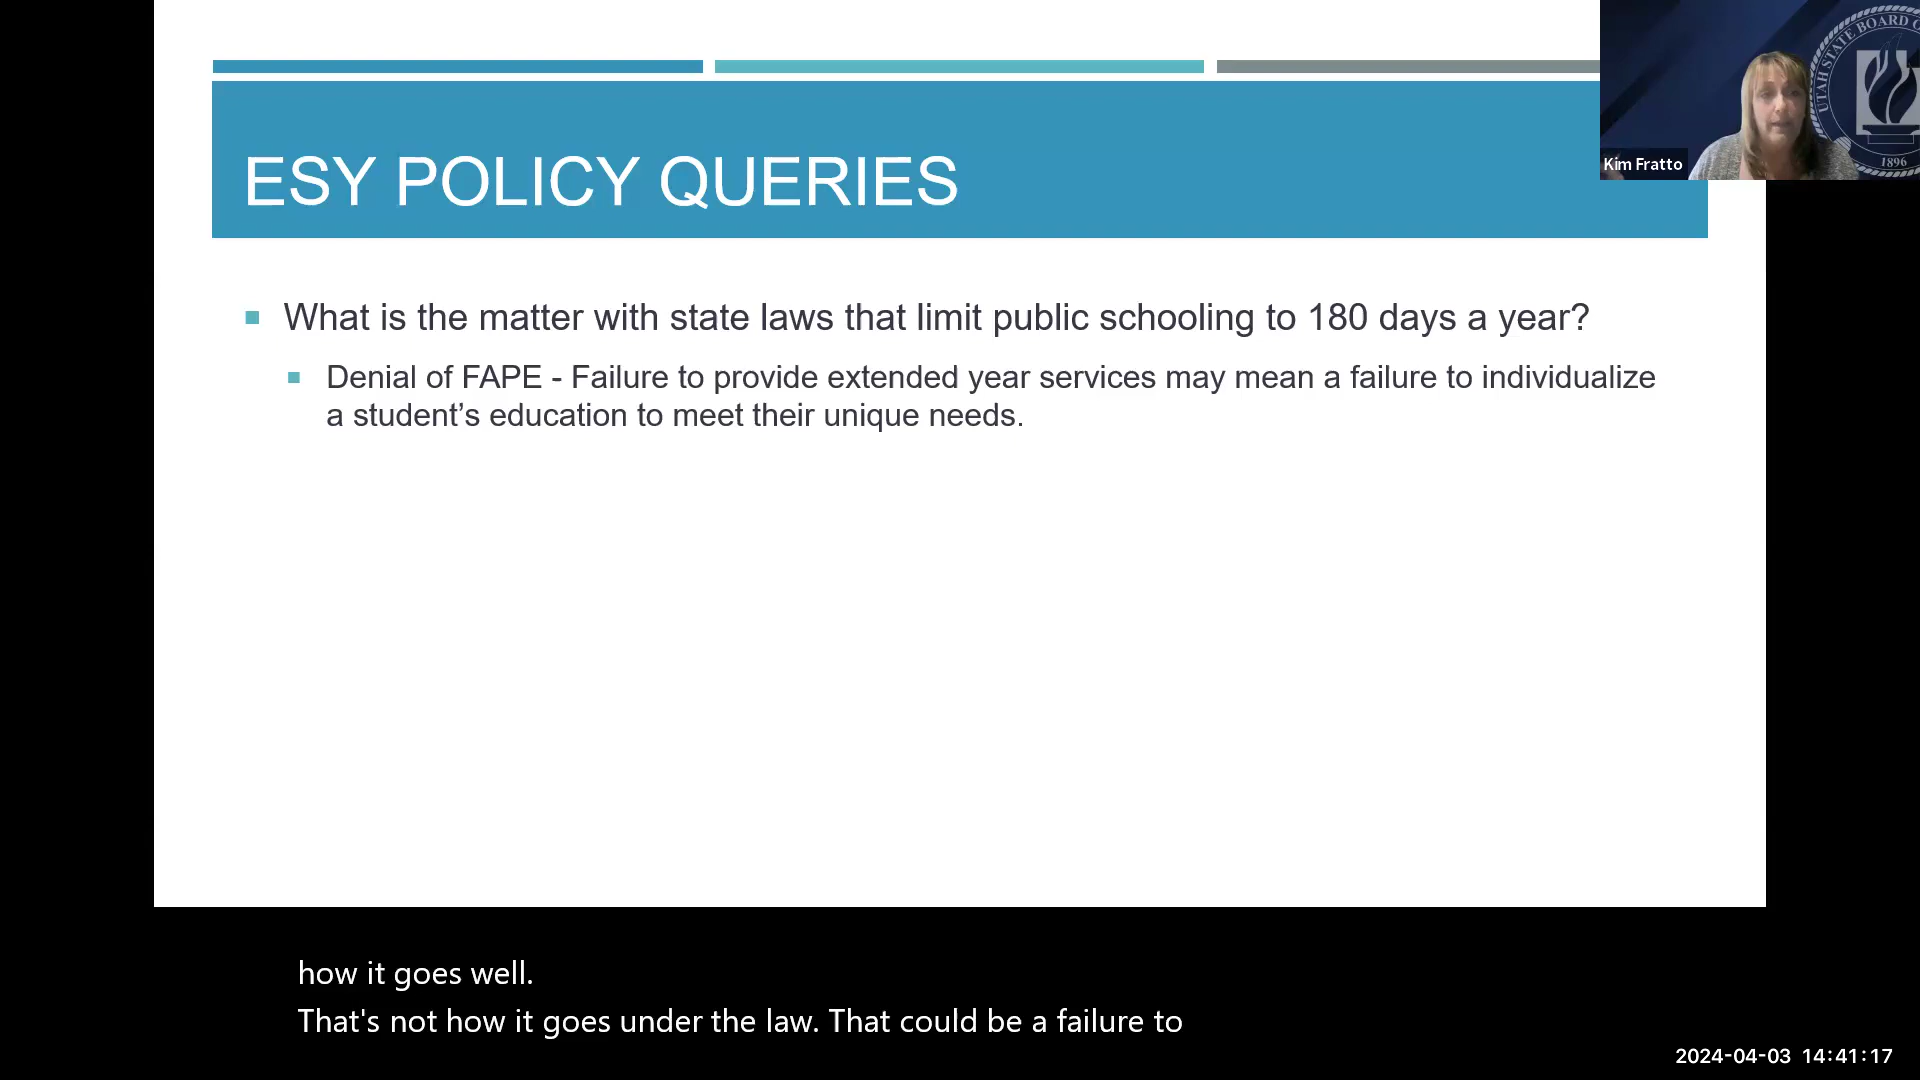 ESY POLICY QUERIES
What is the matter with state laws that limit public schooling to 180 days a year?
Denial of FAPE - Failure to provide extended year services may mean a failure to individualize
a student’s education to meet their unique needs.
UTAH STATE BOARD
1896
Kim Fratto
how it goes well.
That's not how it goes under the law. That could be a failure to
2024-04-03 14:41:17